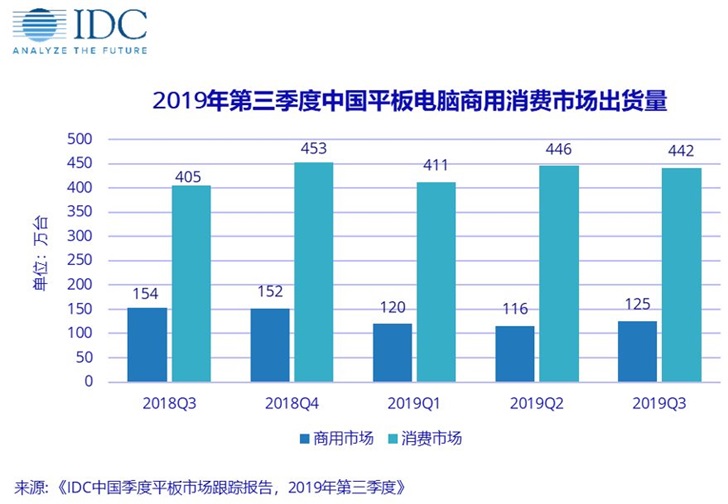 IDC
ANALYZE THE FUTURE
2019年第三季度中国平板电脑商用消费市场出货量
单位：万台
500
450
400
350
300
250
200
150
100
50
0
154
405
152
453
120
411
116
446
125
442
2018Q3
2018Q4
2019Q1
2019Q2
2019Q3
商用市场
消费市场
来源:《IDC中国季度平板市场跟踪报告，2019年第三季度》